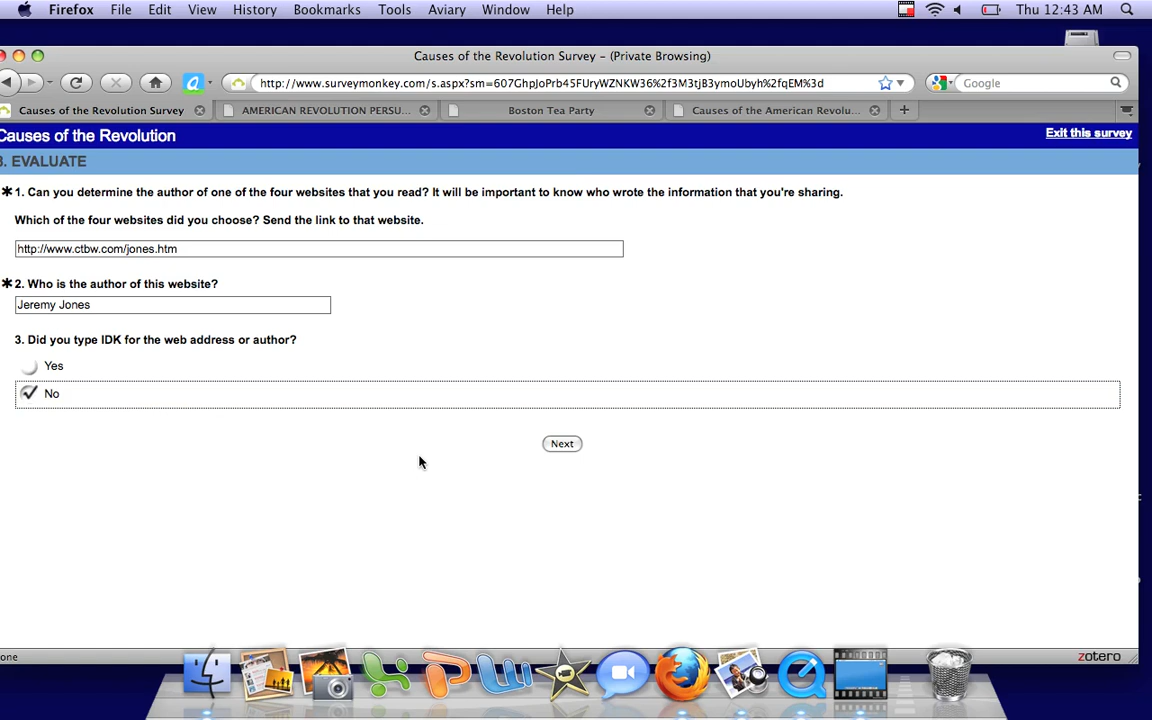 Firefox File Edit View History Bookmarks Tools Aviary Window Help Thu 12:43 AM
Causes of the Revolution Survey – (Private Browsing)
http://www.surveymonkey.com/s.aspx?sm=607GhpJoPrb45FUryWZNKW36%2f3M3tjB3ymoUbyh%2fqEM%3d Google
Causes of the Revolution Survey AMERICAN REVOLUTION PERSU... Boston Tea Party Causes of the American Revolu...
Causes of the Revolution Exit this survey
3. EVALUATE
* 1. Can you determine the author of one of the four websites that you read? It will be important to know who wrote the information that you're sharing.
Which of the four websites did you choose? Send the link to that website.
http://www.ctbw.com/jones.htm
* 2. Who is the author of this website?
Jeremy Jones
3. Did you type IDK for the web address or author?
Yes
No
Next
one zotero